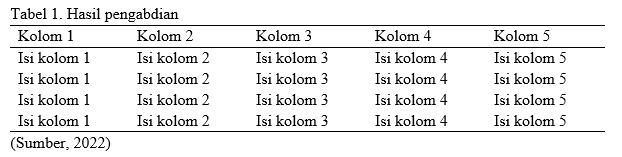 Tabel 1. Hasil pengabdian
Kolom 1 Kolom 2 Kolom 3 Kolom 4 Kolom 5
Isi kolom 1 Isi kolom 2 Isi kolom 3 Isi kolom 4 Isi kolom 5
Isi kolom 1 Isi kolom 2 Isi kolom 3 Isi kolom 4 Isi kolom 5
Isi kolom 1 Isi kolom 2 Isi kolom 3 Isi kolom 4 Isi kolom 5
Isi kolom 1 Isi kolom 2 Isi kolom 3 Isi kolom 4 Isi kolom 5
(Sumber, 2022)